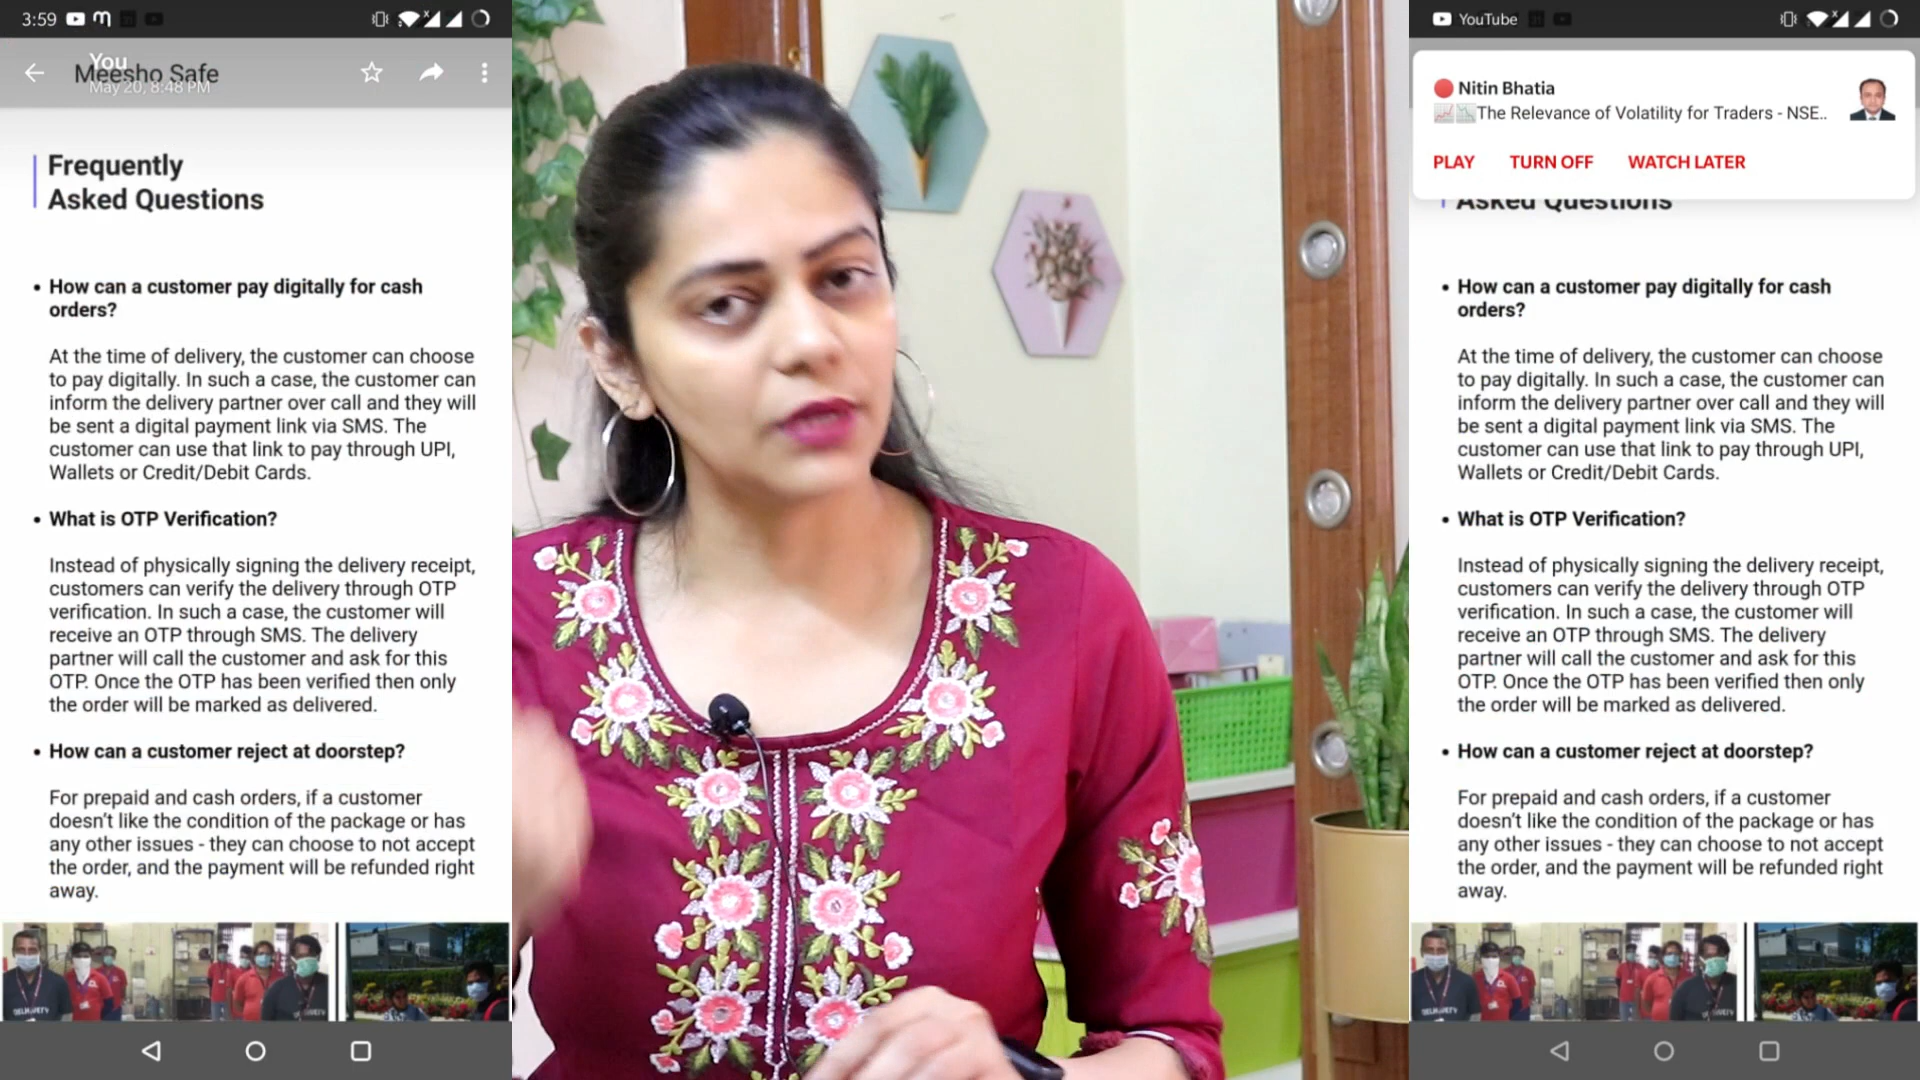 3:59
You
Meesho Safe
May 20, 8:48 PM
Frequently
Asked Questions
• How can a customer pay digitally for cash
orders?
At the time of delivery, the customer can choose
to pay digitally. In such a case, the customer can
inform the delivery partner over call and they will
be sent a digital payment link via SMS. The
customer can use that link to pay through UPI,
Wallets or Credit/Debit Cards.
• What is OTP Verification?
Instead of physically signing the delivery receipt,
customers can verify the delivery through OTP
verification. In such a case, the customer will
receive an OTP through SMS. The delivery
partner will call the customer and ask for this
OTP. Once the OTP has been verified then only
the order will be marked as delivered.
• How can a customer reject at doorstep?
For prepaid and cash orders, if a customer
doesn't like the condition of the package or has
any other issues - they can choose to not accept
the order, and the payment will be refunded right
away.
YouTube
Nitin Bhatia
The Relevance of Volatility for Traders - NSE..
PLAY TURN OFF WATCH LATER
Asked Questions
• How can a customer pay digitally for cash
orders?
At the time of delivery, the customer can choose
to pay digitally. In such a case, the customer can
inform the delivery partner over call and they will
be sent a digital payment link via SMS. The
customer can use that link to pay through UPI,
Wallets or Credit/Debit Cards.
• What is OTP Verification?
Instead of physically signing the delivery receipt,
customers can verify the delivery through OTP
verification. In such a case, the customer will
receive an OTP through SMS. The delivery
partner will call the customer and ask for this
OTP. Once the OTP has been verified then only
the order will be marked as delivered.
• How can a customer reject at doorstep?
For prepaid and cash orders, if a customer
doesn't like the condition of the package or has
any other issues - they can choose to not accept
the order, and the payment will be refunded right
away.